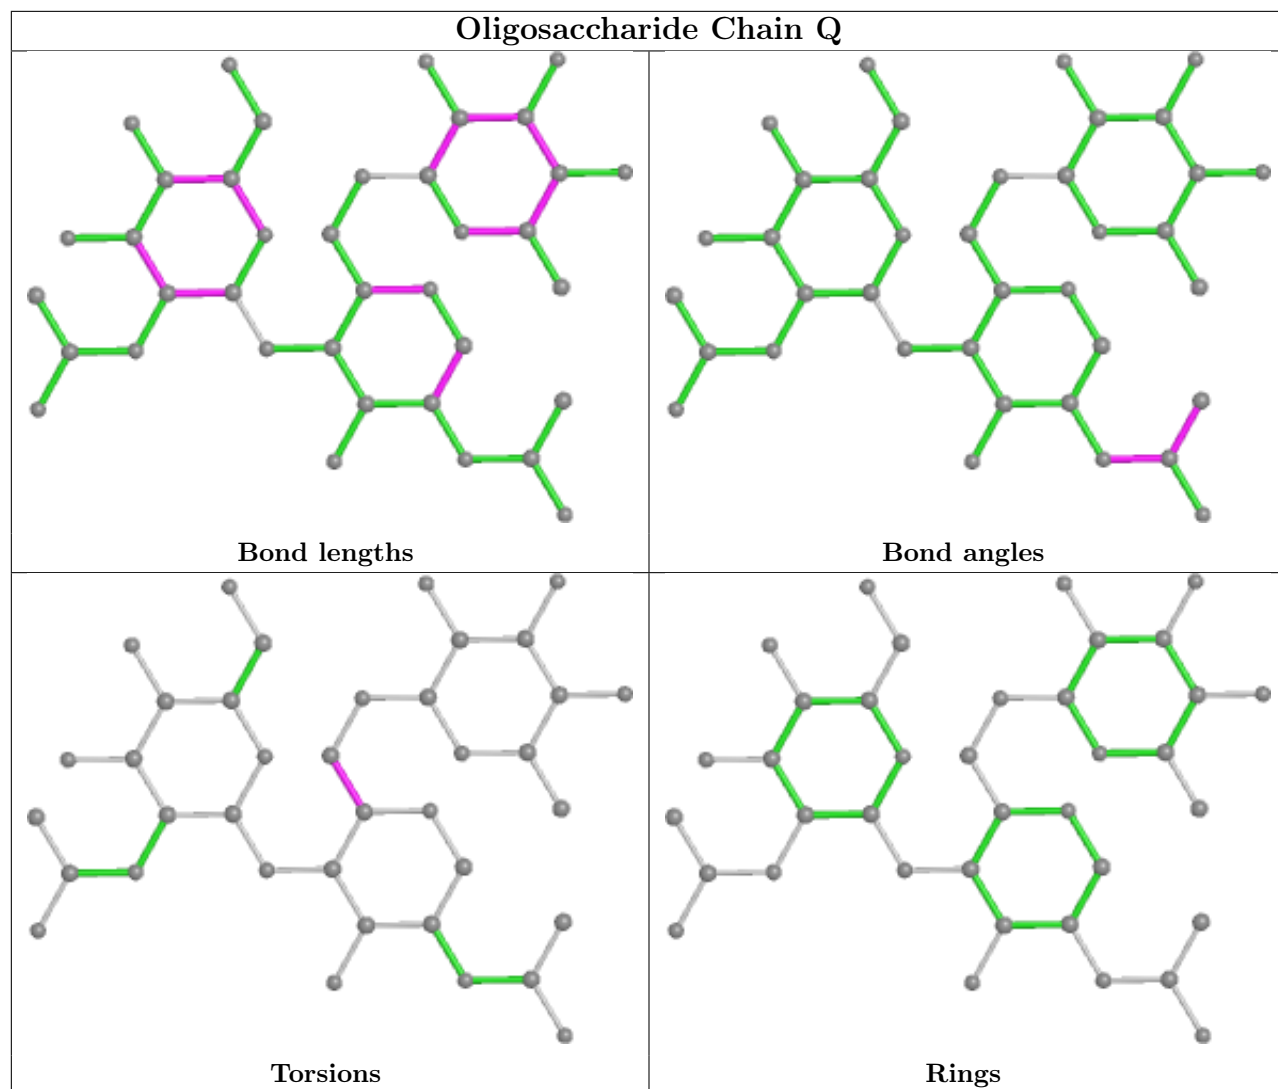 Oligosaccharide Chain Q
Bond lengths
Bond angles
Torsions
Rings